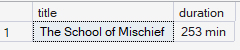 title duration
1 The School of Mischief 253 min